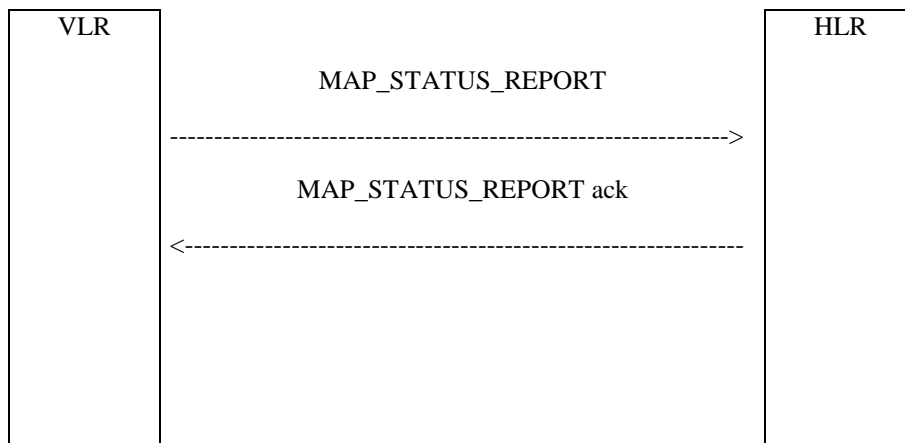 VLR
HLR
MAP_STATUS_REPORT
MAP_STATUS_REPORT ack